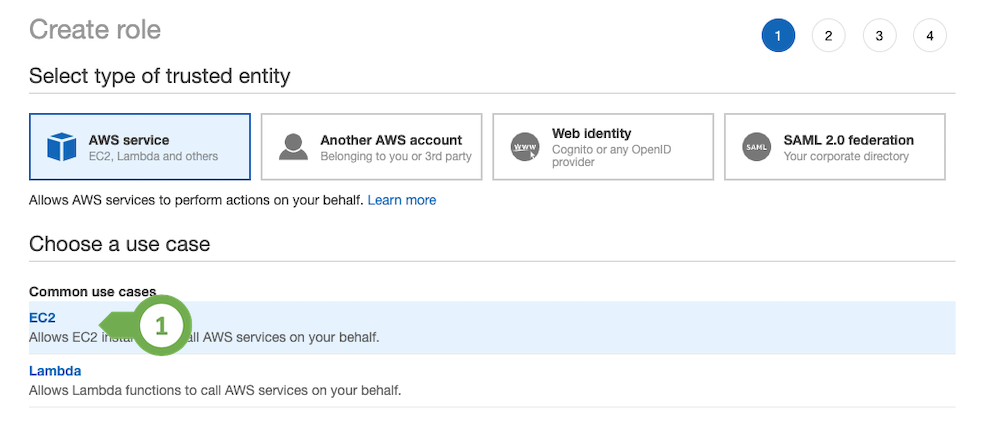 Create role
1 2 3 4
Select type of trusted entity
AWS service
EC2, Lambda and others
Another AWS account
Belonging to you or 3rd party
www
Web identity
Cognito or any OpenID
provider
SAML
SAML 2.0 federation
Your corporate directory
Allows AWS services to perform actions on your behalf. Learn more
Choose a use case
Common use cases
EC2
1
Allows EC2 all AWS services on your behalf.
Lambda
Allows Lambda functions to call AWS services on your behalf.